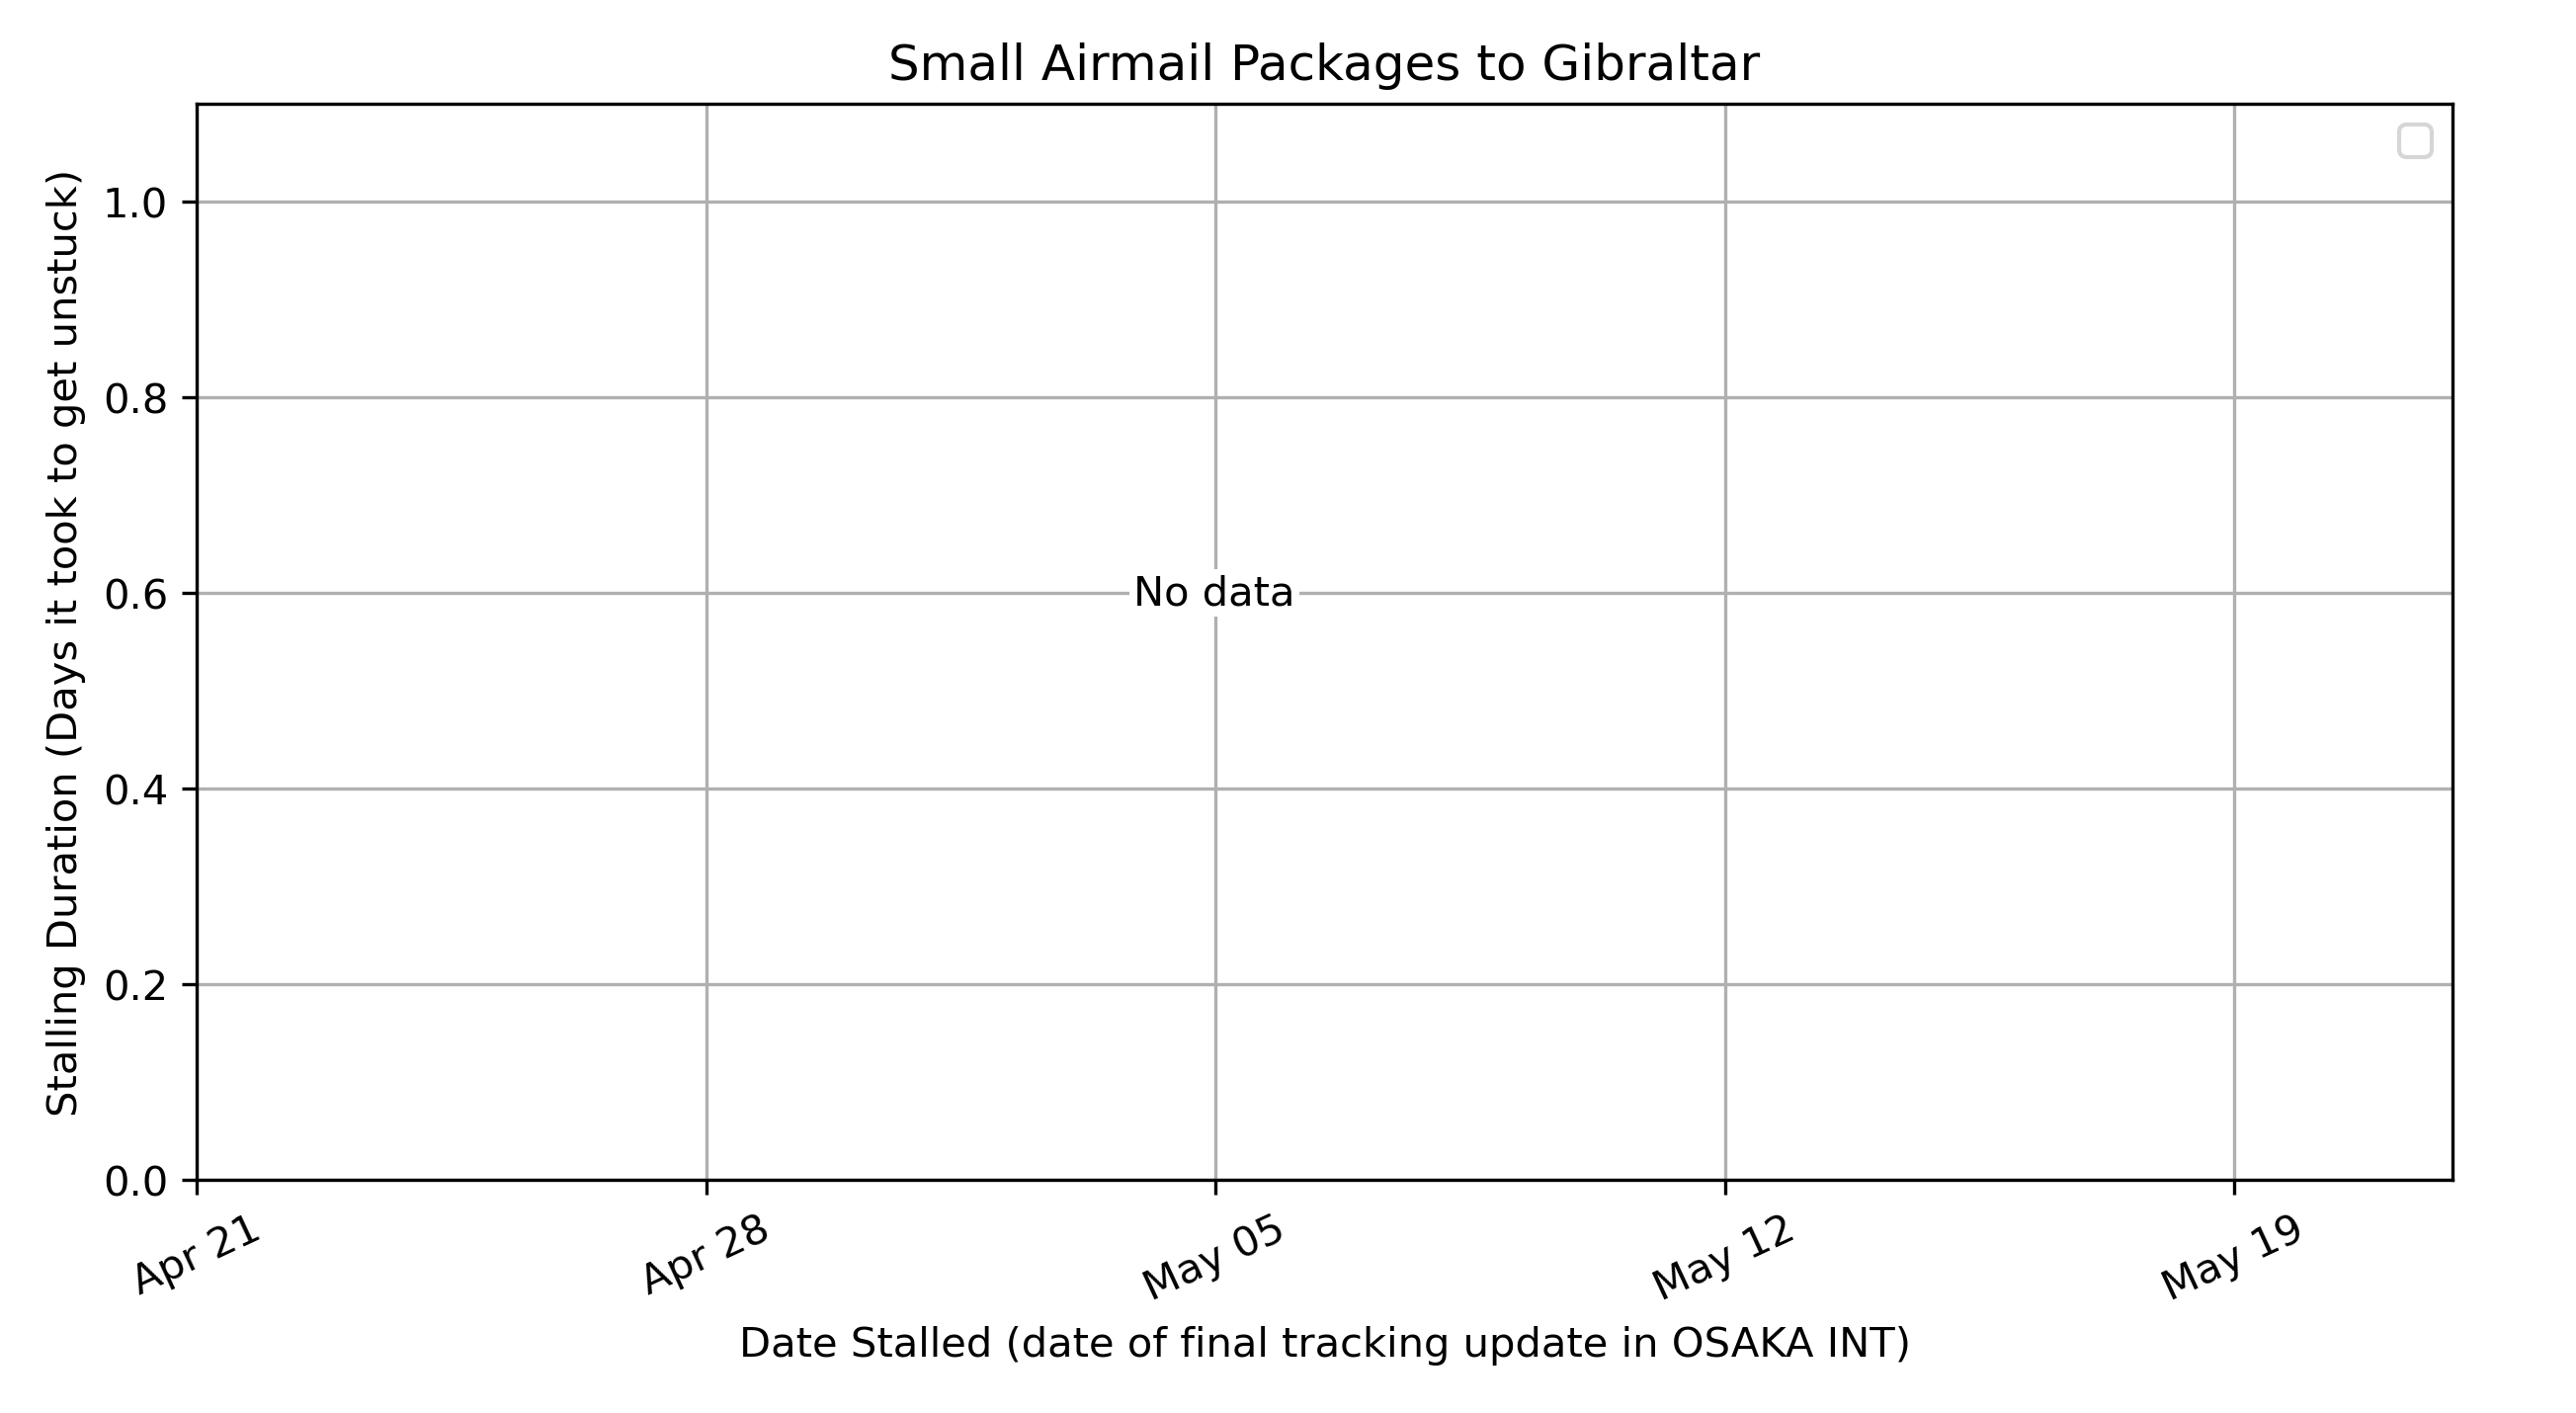 Small Airmail Packages to Gibraltar
Stalling Duration (Days it took to get unstuck)
1.0
0.8
0.6
0.4
0.2
0.0
No data
Apr 21
Apr 28
May 05
May 12
May 19
Date Stalled (date of final tracking update in OSAKA INT)